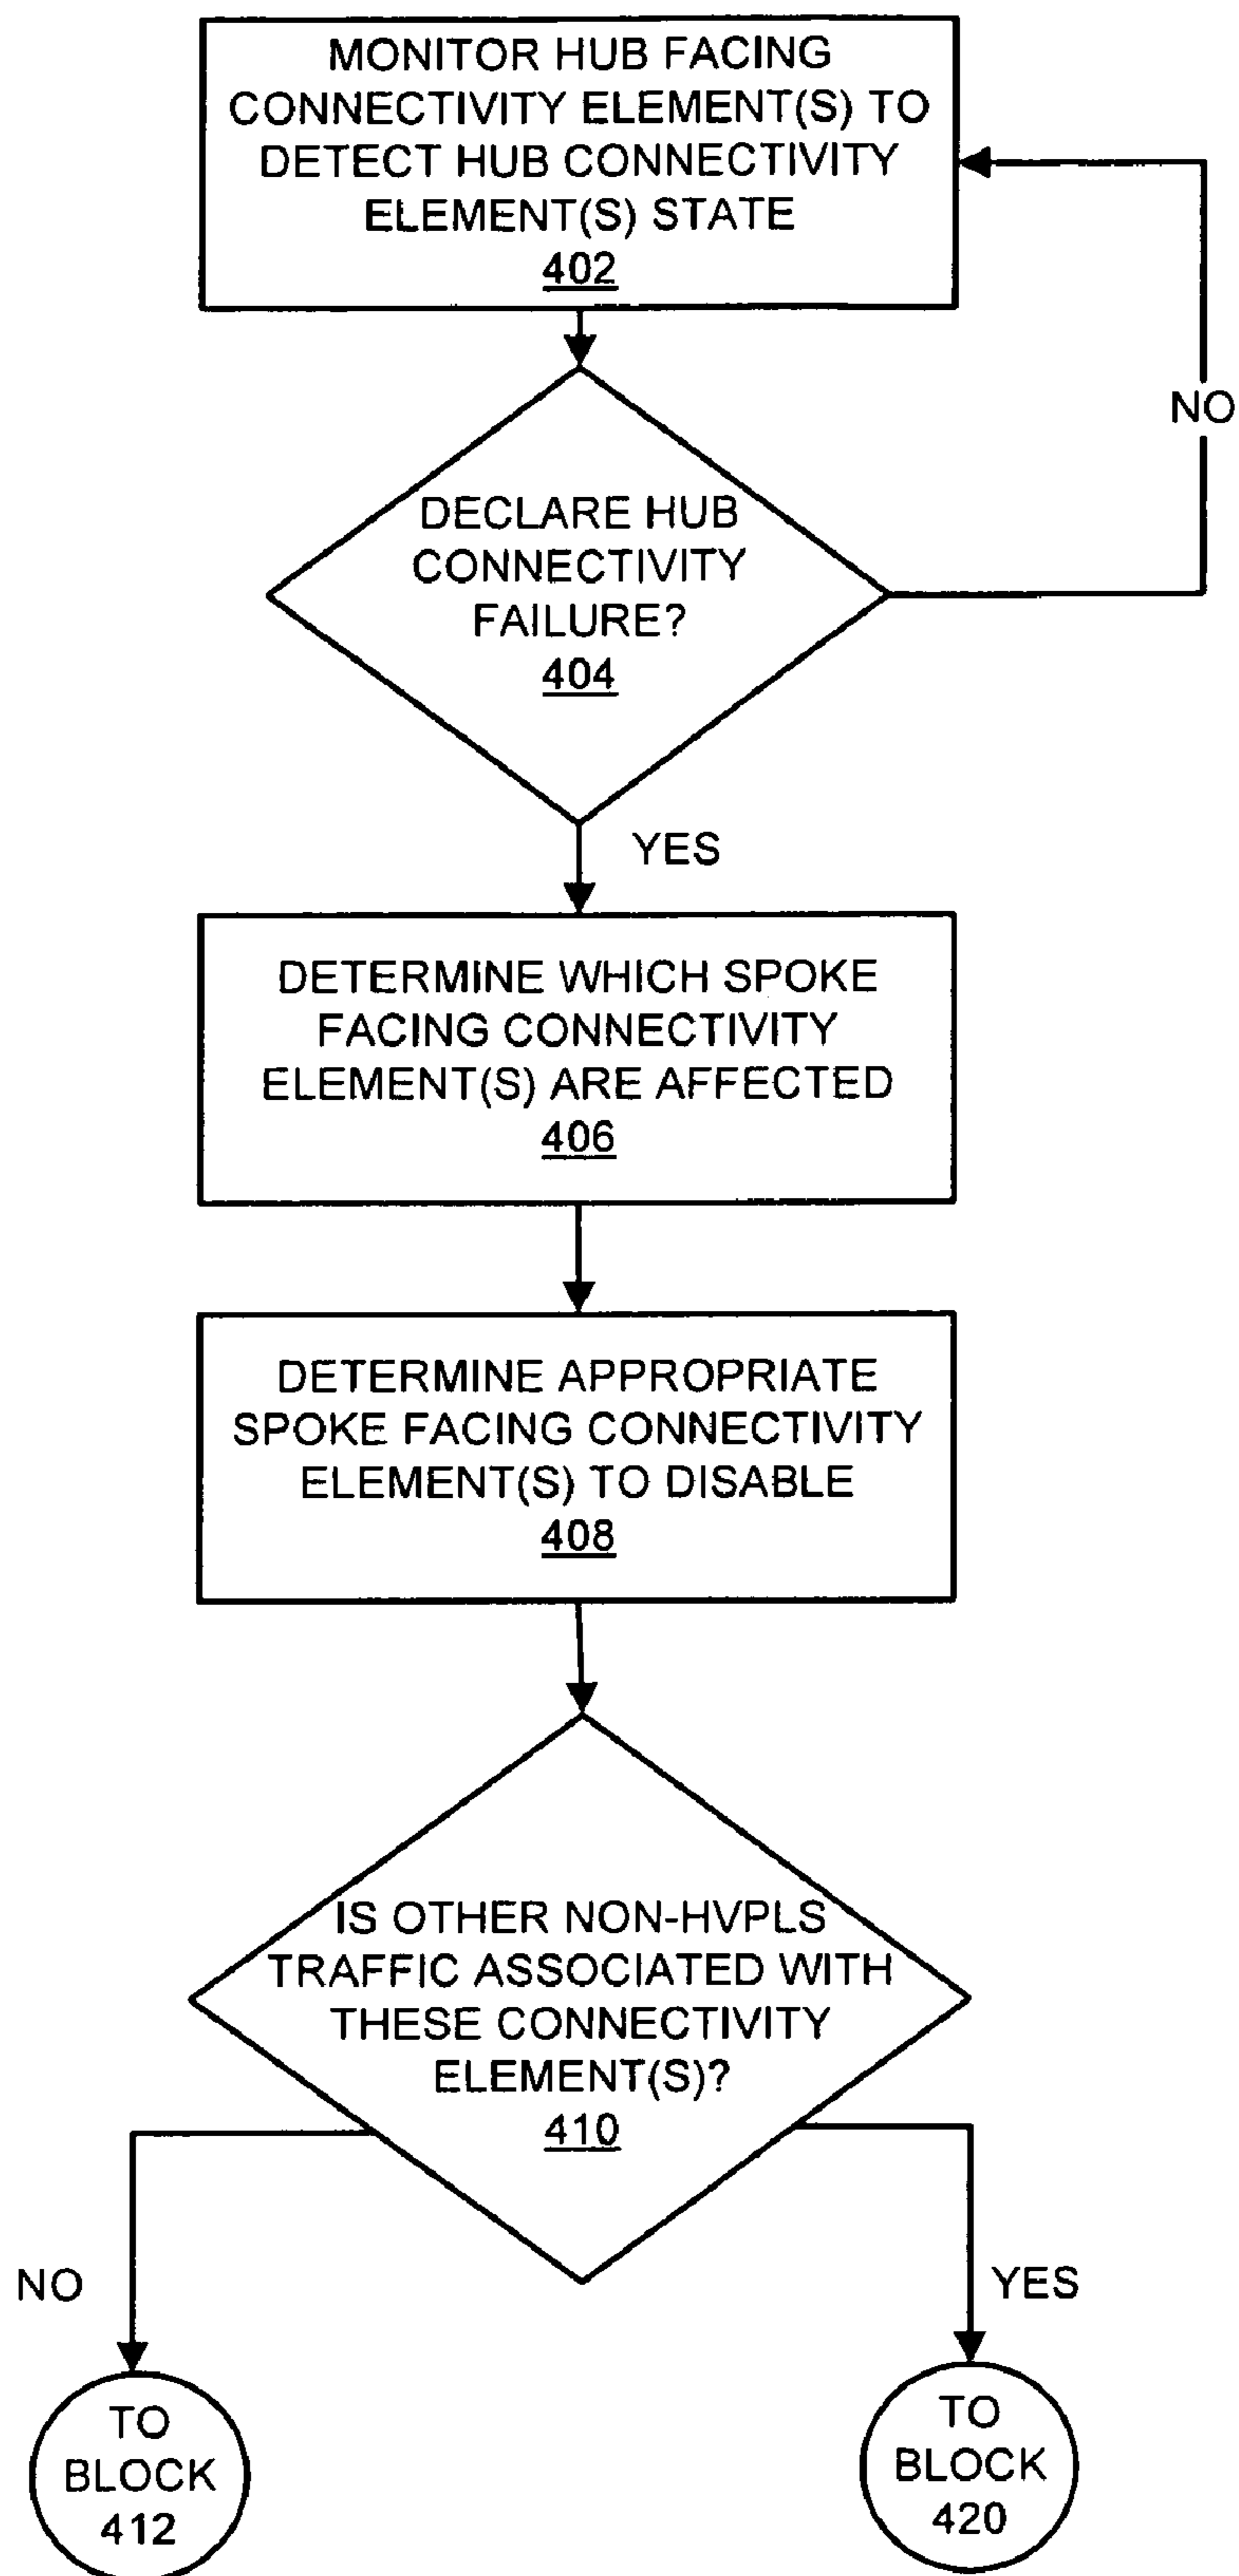 MONITOR HUB FACING
CONNECTIVITY ELEMENT(S) TO
DETECT HUB CONNECTIVITY
ELEMENT(S) STATE
402
NO
DECLARE HUB
CONNECTIVITY
FAILURE?
404
YES
DETERMINE WHICH SPOKE
FACING CONNECTIVITY
ELEMENT(S) ARE AFFECTED
406
DETERMINE APPROPRIATE
SPOKE FACING CONNECTIVITY
ELEMENT(S) TO DISABLE
408
IS OTHER NON-HVPLS
TRAFFIC ASSOCIATED WITH
THESE CONNECTIVITY
ELEMENT(S)?
410
NO
YES
TO
BLOCK
412
TO
BLOCK
420